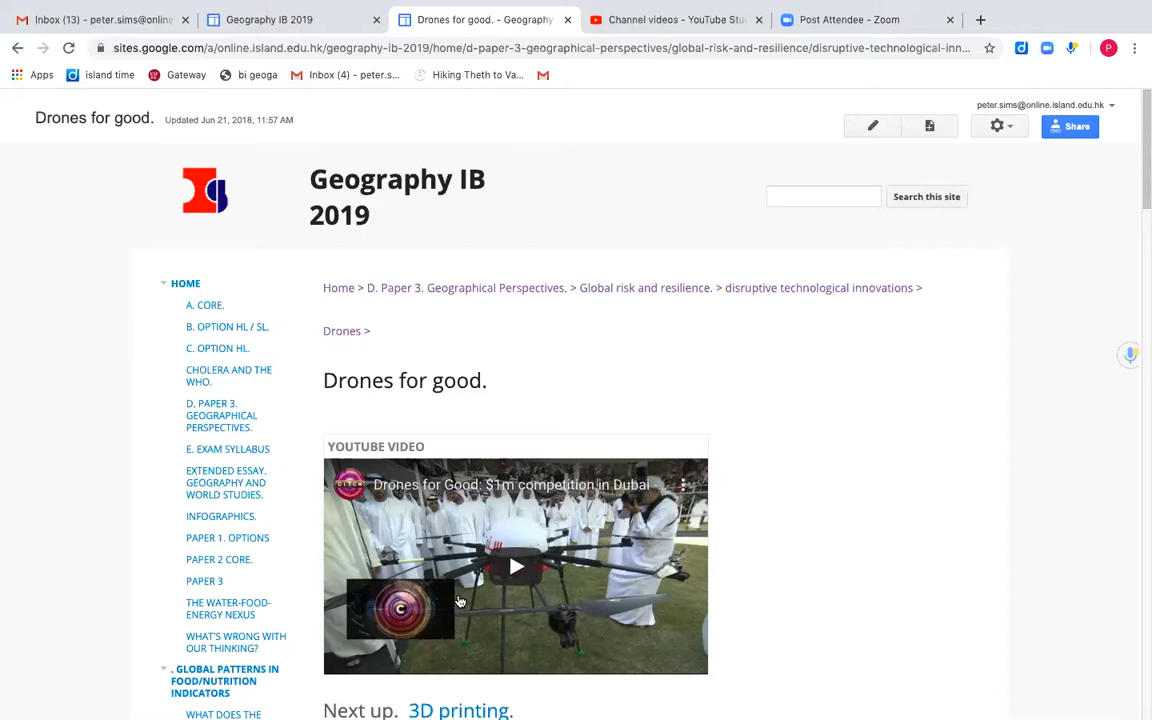 Inbox (13) - peter.sims@online
Geography IB 2019
Drones for good. - Geography
Channel videos - YouTube Stu
Post Attendee - Zoom
sites.google.com/a/online.island.edu.hk/geography-ib-2019/home/d-paper-3-geographical-perspectives/global-risk-and-resilience/disruptive-technological-inn...
P
Apps
island time
Gateway
bi geoga
Inbox (4) - peter.s...
Hiking Theth to Va...
peter.sims@online.island.edu.hk
Drones for good. Updated Jun 21, 2018, 11:57 AM
Share
Geography IB
2019
Search this site
HOME
A. CORE.
B. OPTION HL / SL.
C. OPTION HL.
CHOLERA AND THE
WHO.
D. PAPER 3.
GEOGRAPHICAL
PERSPECTIVES.
E. EXAM SYLLABUS
EXTENDED ESSAY.
GEOGRAPHY AND
WORLD STUDIES.
INFOGRAPHICS.
PAPER 1. OPTIONS
PAPER 2 CORE.
PAPER 3
THE WATER-FOOD-
ENERGY NEXUS
WHAT'S WRONG WITH
OUR THINKING?
. GLOBAL PATTERNS IN
FOOD/NUTRITION
INDICATORS
WHAT DOES THE
Home > D. Paper 3. Geographical Perspectives. > Global risk and resilience. > disruptive technological innovations >
Drones >
Drones for good.
YOUTUBE VIDEO
CLICK
Drones for Good: $1m competition in Dubai - ...
C
Next up. 3D printing.